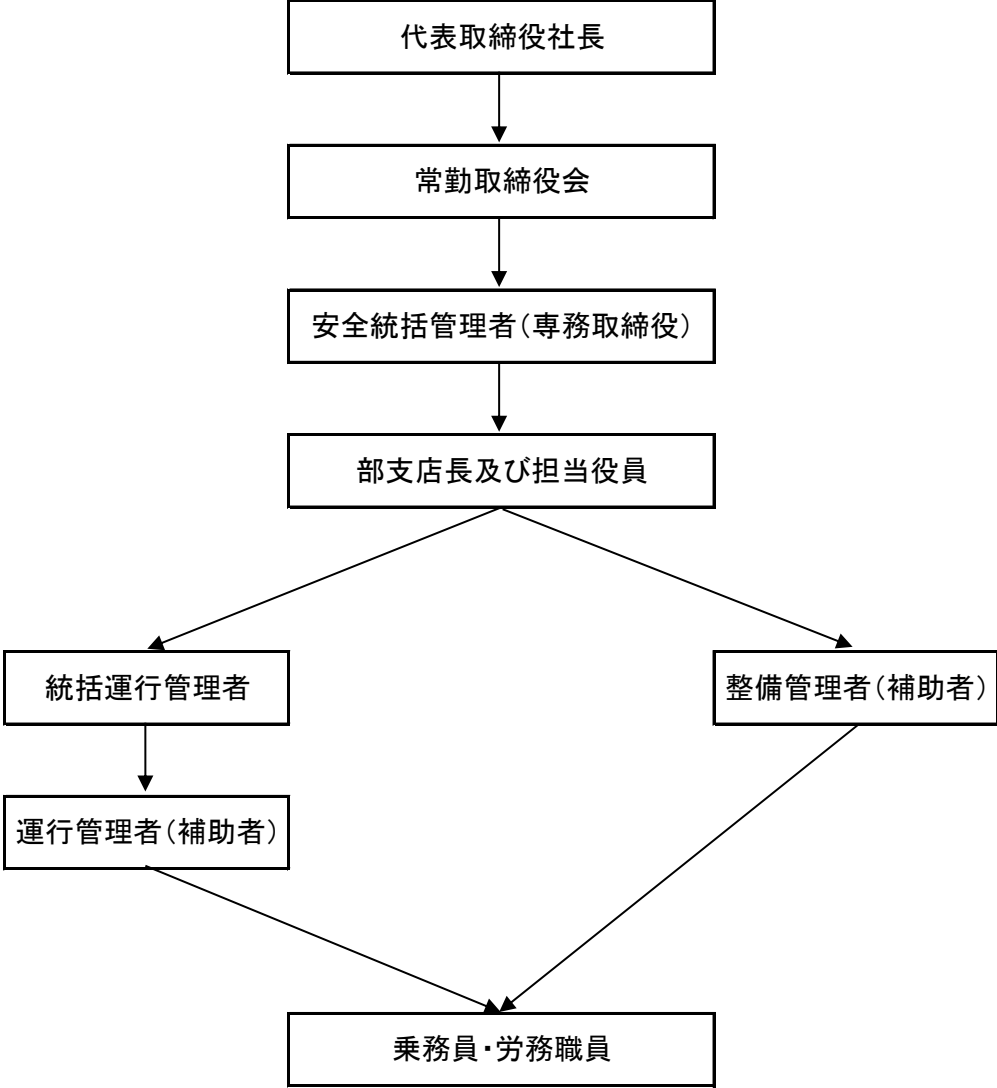 代表取締役社長
常勤取締役会
安全統括管理者（専務取締役）
部支店長及び担当役員
統括運行管理者
整備管理者（補助者）
運行管理者（補助者）
乗務員・労務職員